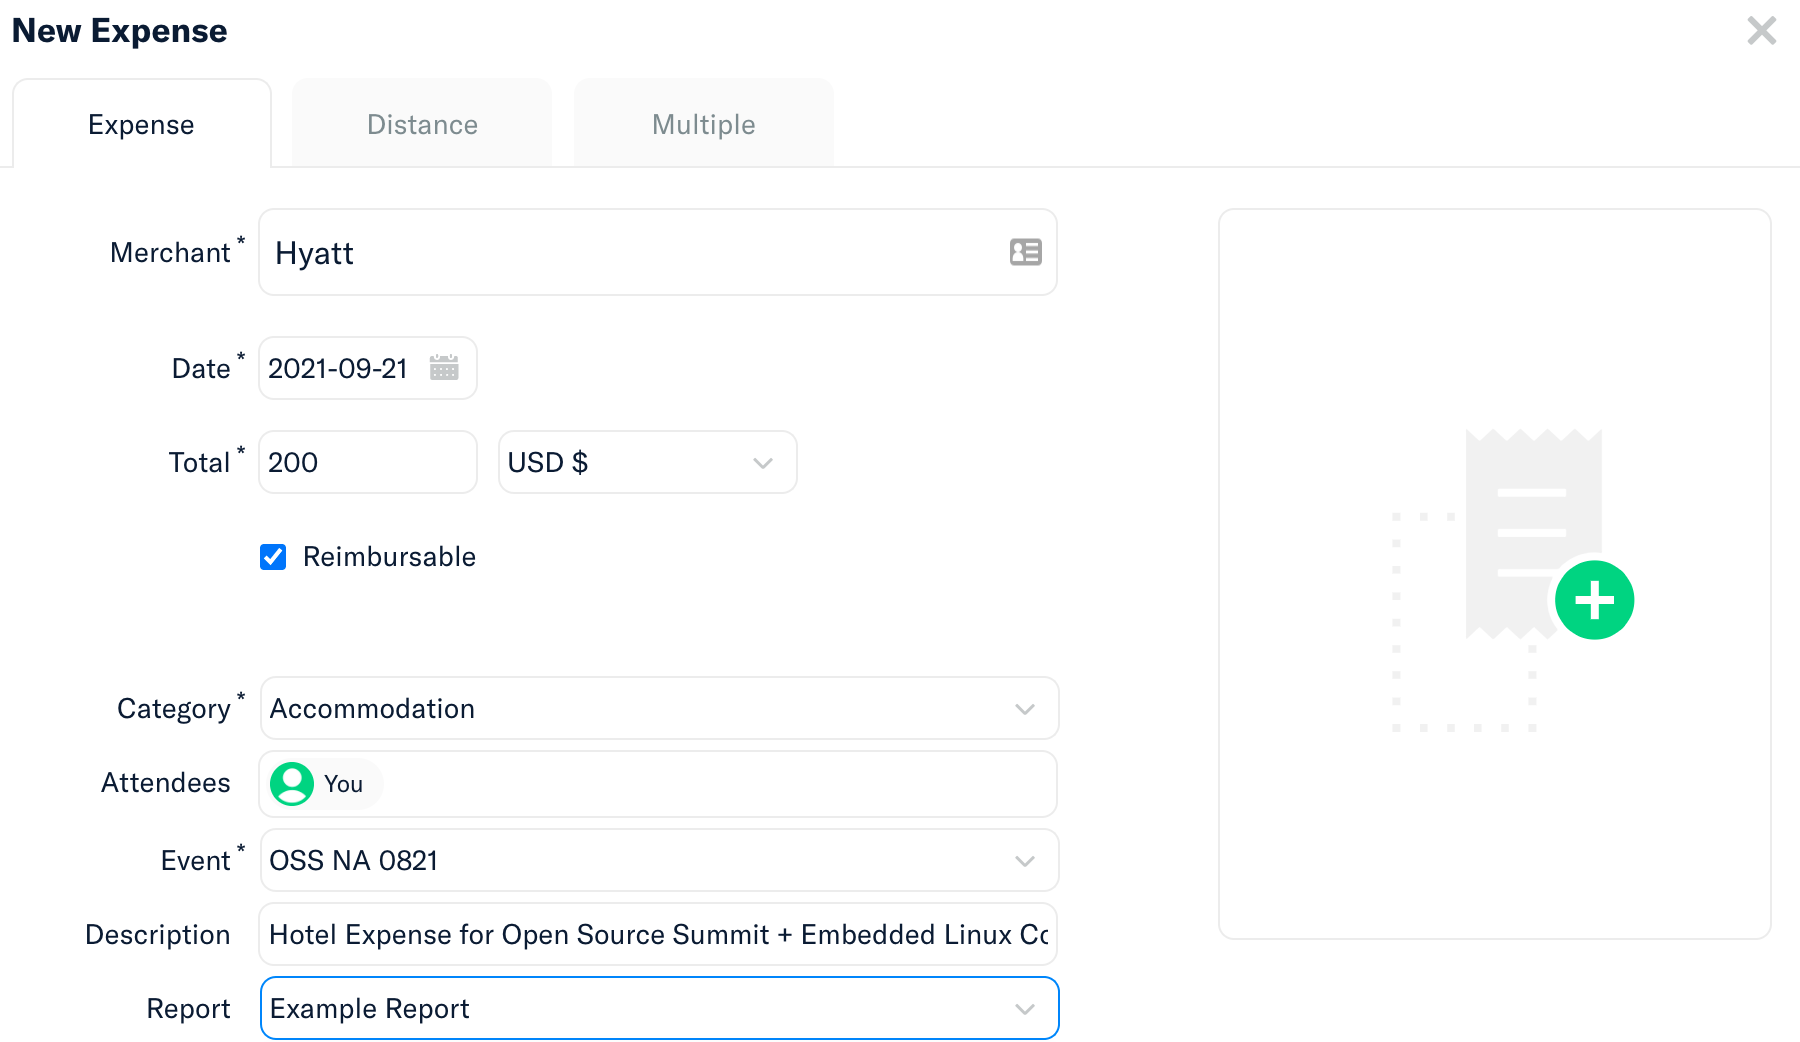 New Expense
Expense Distance Multiple
Merchant * Hyatt
Date * 2021-09-21
Total * 200 USD $
Reimbursable
Category * Accommodation
Attendees You
Event * OSS NA 0821
Description Hotel Expense for Open Source Summit + Embedded Linux
Report Example Report